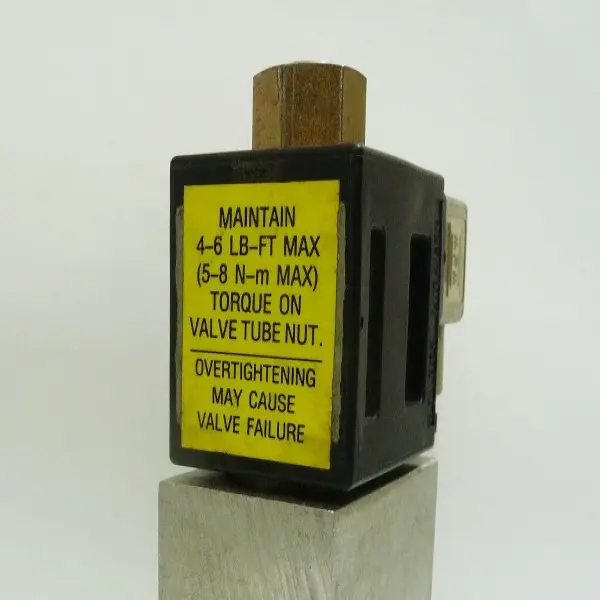 MAINTAIN
4-6 LB-FT MAX
(5-8 N-m MAX)
TORQUE ON
VALVE TUBE NUT.
OVERTIGHTENING
MAY CAUSE
VALVE FAILURE